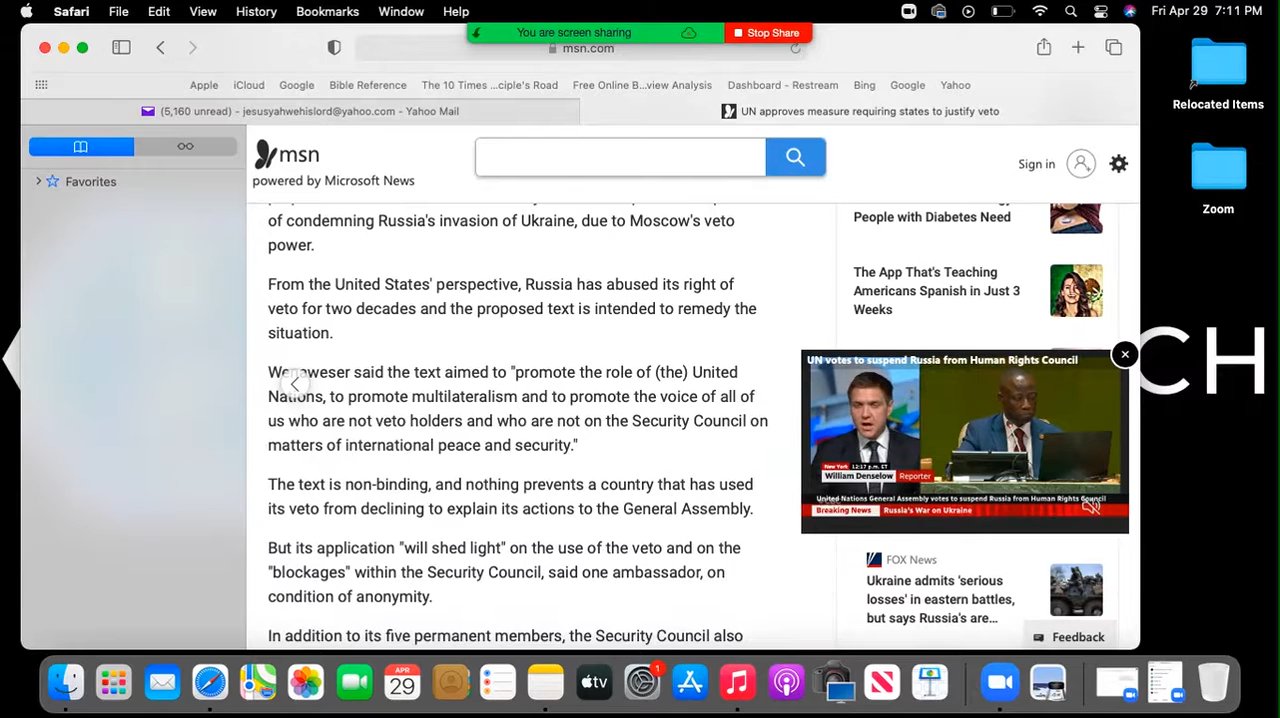 Safari File Edit View History Bookmarks Window Help
Fri Apr 29 7:11 PM
You are screen sharing
Stop Share
msn.com
Apple iCloud Google Bible Reference The 10 Times ...ciple's Road Free Online B...view Analysis Dashboard - Restream Bing Google Yahoo
(5,160 unread) - jesusyahwehislord@yahoo.com - Yahoo Mail
UN approves measure requiring states to justify veto
Favorites
msn
powered by Microsoft News
Sign in
of condemning Russia's invasion of Ukraine, due to Moscow's veto
power.
From the United States' perspective, Russia has abused its right of
veto for two decades and the proposed text is intended to remedy the
situation.
said the text aimed to "promote the role of (the) United
Nations, to promote multilateralism and to promote the voice of all of
us who are not veto holders and who are not on the Security Council on
matters of international peace and security."
The text is non-binding, and nothing prevents a country that has used
its veto from declining to explain its actions to the General Assembly.
But its application "will shed light" on the use of the veto and on the
"blockages" within the Security Council, said one ambassador, on
condition of anonymity.
In addition to its five permanent members, the Security Council also
People with Diabetes Need
The App That's Teaching
Americans Spanish in Just 3
Weeks
UN votes to suspend Russia from Human Rights Council
New York 12:17 p.m. ET
William Denselow Reporter
United Nations General Assembly votes to suspend Russia from Human Rights Council
Breaking News Russia's War on Ukraine
FOX News
Ukraine admits 'serious
losses' in eastern battles,
but says Russia's are...
Feedback
Relocated Items
Zoom
CH
APR
29
tv
1